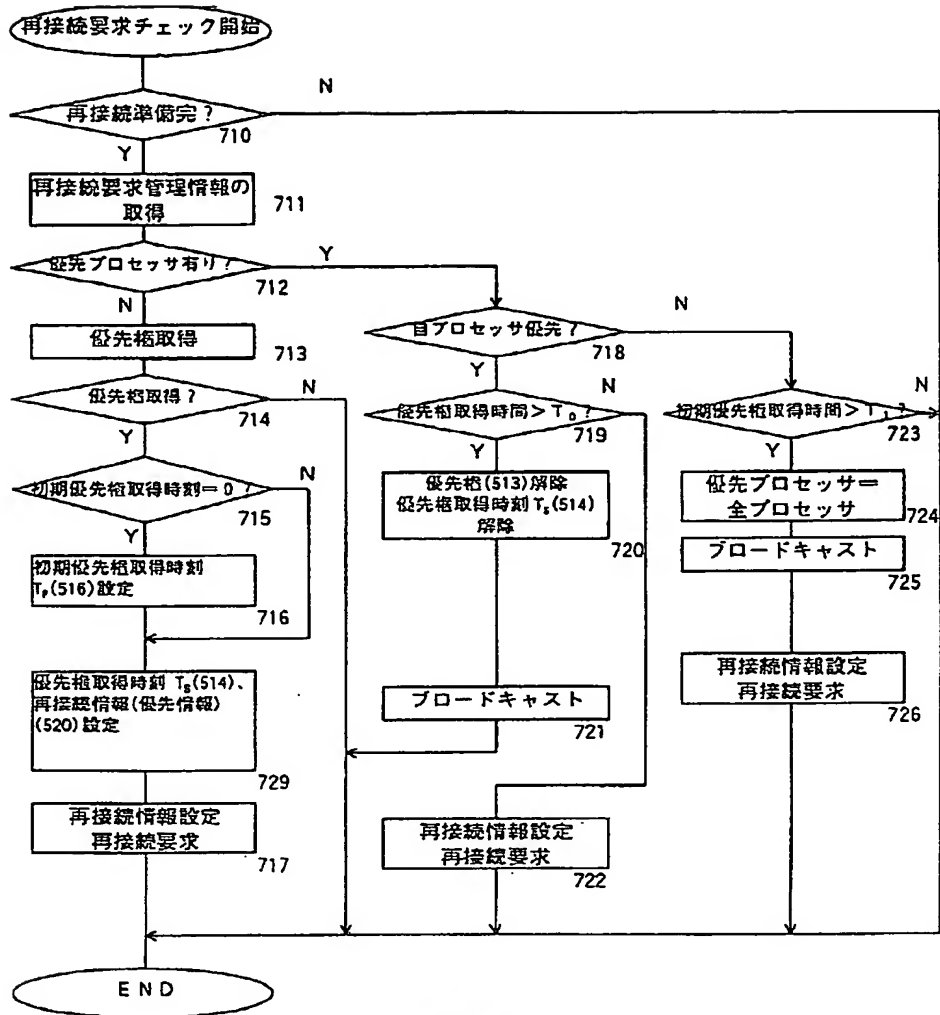 再接続要求チェック開始
N
再接続準備完?
710
Y
再接続要求管理情報の
取得
711
優先プロセッサ有り?
Y
712
N
優先権取得
713
優先権取得?
N
714
Y
初期優先権取得時刻=0?
N
715
Y
初期優先権取得時刻
TP(516)設定
716
優先権取得時刻 TS(514)、
再接続情報(優先情報)
(520)設定
729
再接続情報設定
再接続要求
717
自プロセッサ優先?
N
718
Y
優先権取得時間>T0?
N
719
Y
優先権(513)解除
優先権取得時刻 TS(514)
解除
720
ブロードキャスト
721
再接続情報設定
再接続要求
722
初期優先権取得時間>T1?
N
723
Y
優先プロセッサ=
全プロセッサ
724
ブロードキャスト
725
再接続情報設定
再接続要求
726
END